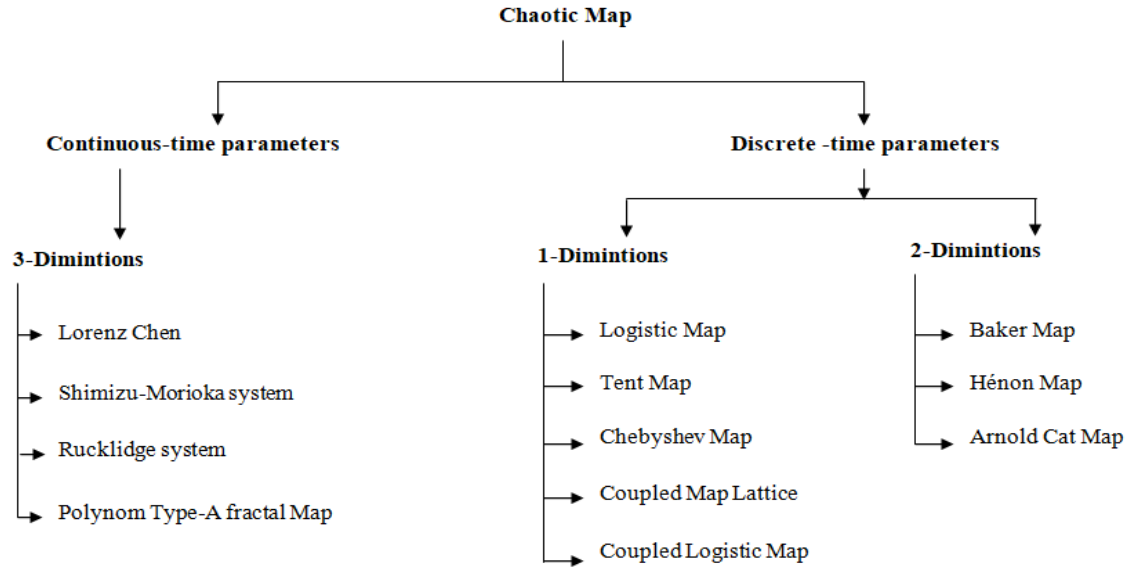 Chaotic Map
Continuous-time parameters
Discrete -time parameters
3-Dimintions
Lorenz Chen
Shimizu-Morioka system
Rucklidge system
Polynom Type-A fractal Map
1-Dimintions
Logistic Map
Tent Map
Chebyshev Map
Coupled Map Lattice
Coupled Logistic Map
2-Dimintions
Baker Map
Hénon Map
Arnold Cat Map